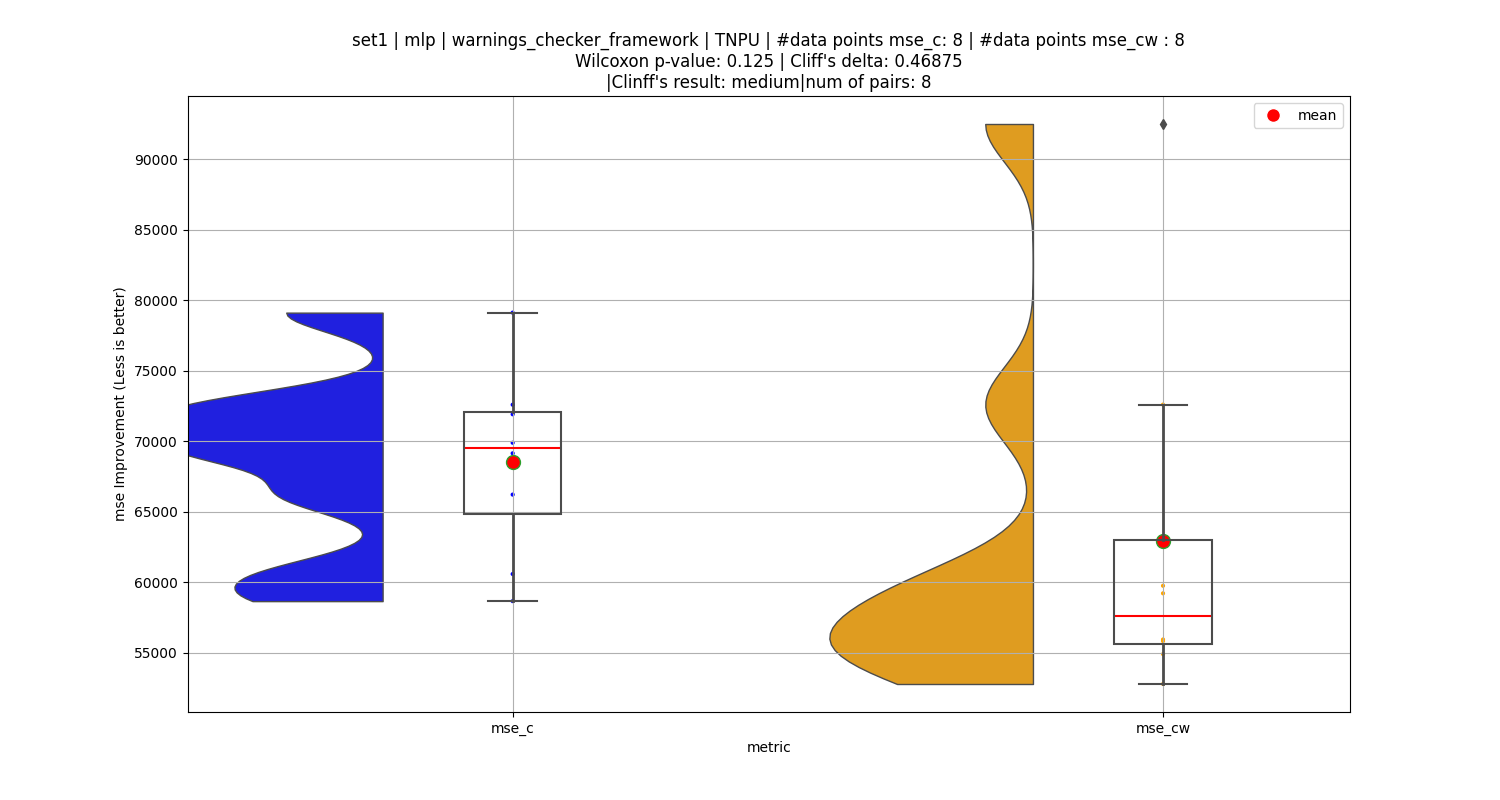 set1 | mlp | warnings_checker_framework | TNPU | #data points mse_c: 8 | #data points mse_cw : 8
Wilcoxon p-value: 0.125 | Cliff's delta: 0.46875
|Clinff's result: medium|num of pairs: 8
mean
90000
85000
80000
75000
70000
65000
60000
55000
mse Improvement (Less is better)
mse_c
mse_cw
metric